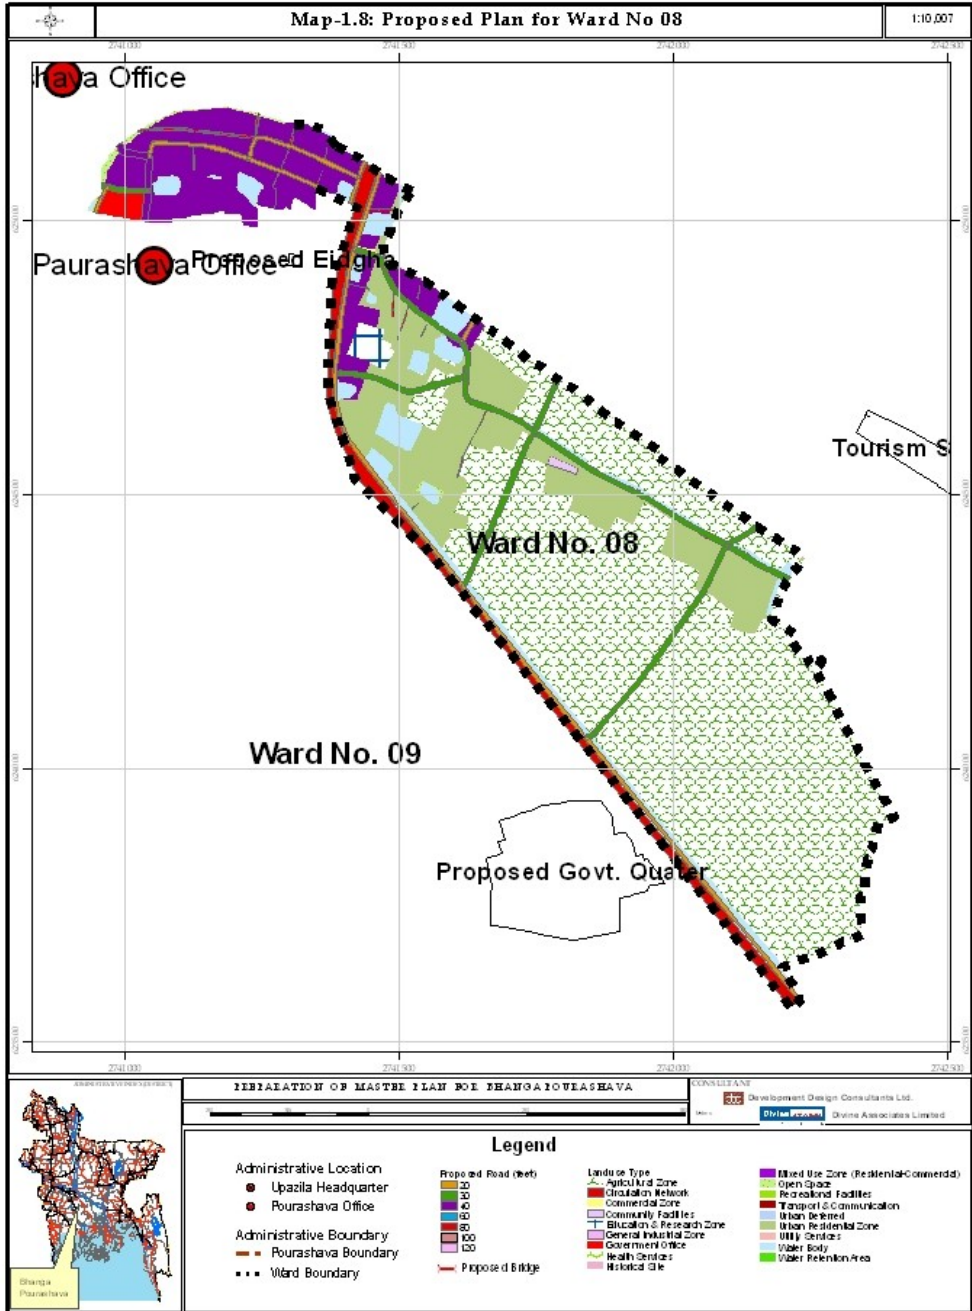 Map-1.8: Proposed Plan for Ward No 08
1:10,007
2741000
2741500
2742000
2742500
hava Office
Paurashava Office
Proposed Eidgha
Tourism S
Ward No. 08
Ward No. 09
Proposed Govt. Quater
2741000
2741500
2742000
2742500
PREPARATION OF MASTER PLAN FOR BHANGA POURASHAVA
CONSULTANT
ddc Development Design Consultants Ltd.
Divine Associates Limited
Bhanga
Pourashava
Legend
Administrative Location
Upazila Headquarter
Pourashava Office
Administrative Boundary
Pourashava Boundary
Ward Boundary
Proposed Road (feet)
20
30
40
60
80
100
120
Proposed Bridge
Landuse Type
Agricultural Zone
Circulation Network
Commercial Zone
Community Facilities
Education & Research Zone
General Industrial Zone
Government Office
Health Services
Historical Site
Mixed Use Zone (Residential-Commercial)
Open Space
Recreational Facilities
Transport & Communication
Urban Deferred
Urban Residential Zone
Utility Services
Water Body
Water Retention Area